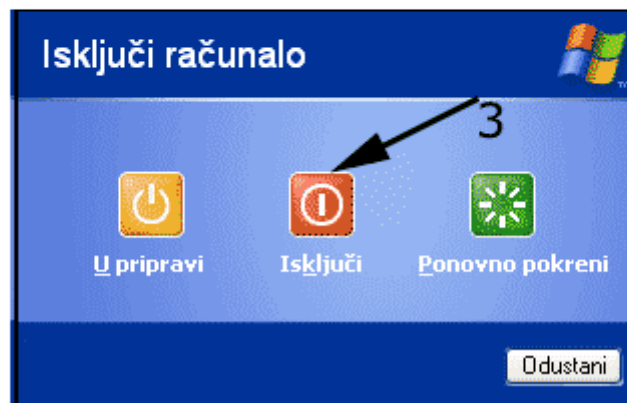 Isključi računalo
3
U pripravi
Isključi
Ponovno pokreni
Odustani